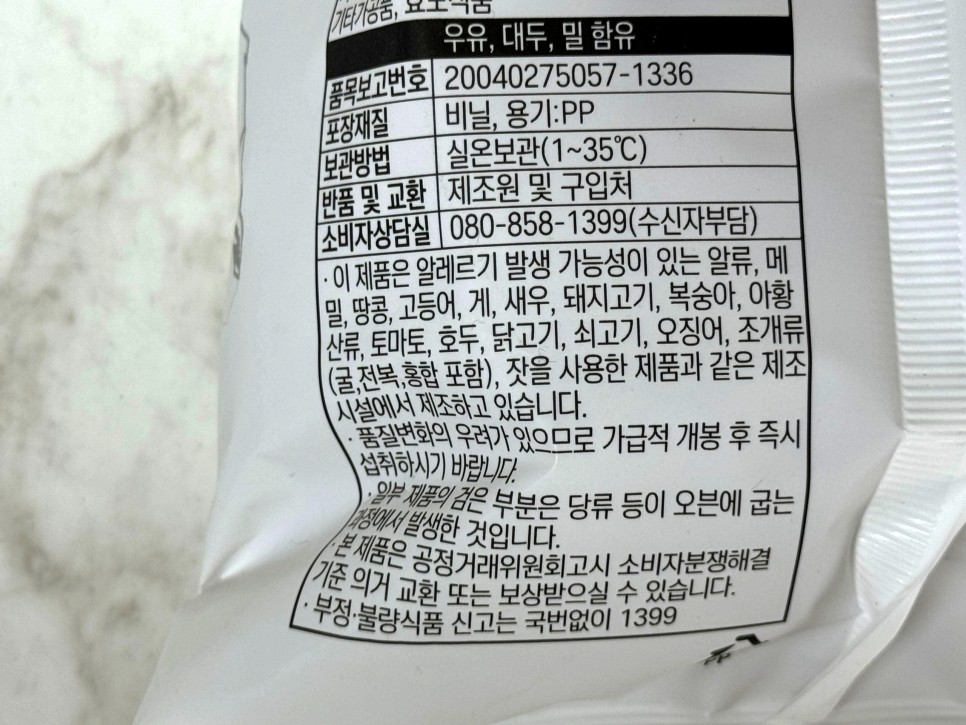 기타가공품, 효모식품
우유, 대두, 밀 함유
품목보고번호 20040275057-1336
포장재질 비닐, 용기:PP
보관방법 실온보관(1~35℃)
반품 및 교환 제조원 및 구입처
소비자상담실 080-858-1399(수신자부담)
· 이 제품은 알레르기 발생 가능성이 있는 알류, 메
밀, 땅콩, 고등어, 게, 새우, 돼지고기, 복숭아, 아황
산류, 토마토, 호두, 닭고기, 쇠고기, 오징어, 조개류
(굴,전복,홍합 포함), 잣을 사용한 제품과 같은 제조
시설에서 제조하고 있습니다.
· 품질변화의 우려가 있으므로 가급적 개봉 후 즉시
섭취하시기 바랍니다.
· 일부 제품의 검은 부분은 당류 등이 오븐에 굽는
과정에서 발생한 것입니다.
· 본 제품은 공정거래위원회고시 소비자분쟁해결
기준 의거 교환 또는 보상받으실 수 있습니다.
· 부정·불량식품 신고는 국번없이 1399